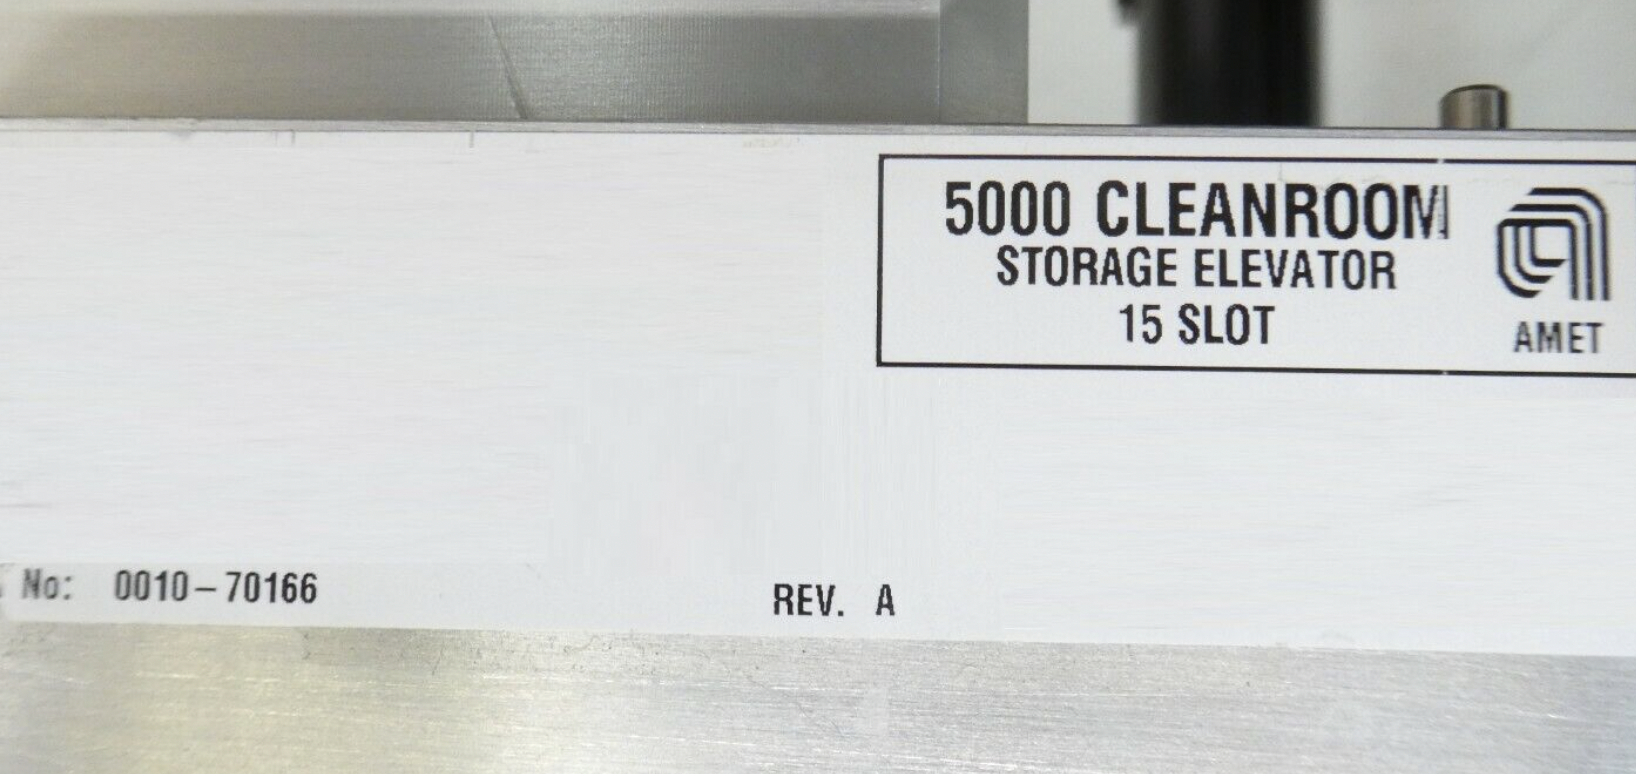 5000 CLEANROOM
STORAGE ELEVATOR
15 SLOT
AMET
No: 0010-70166
REV. A